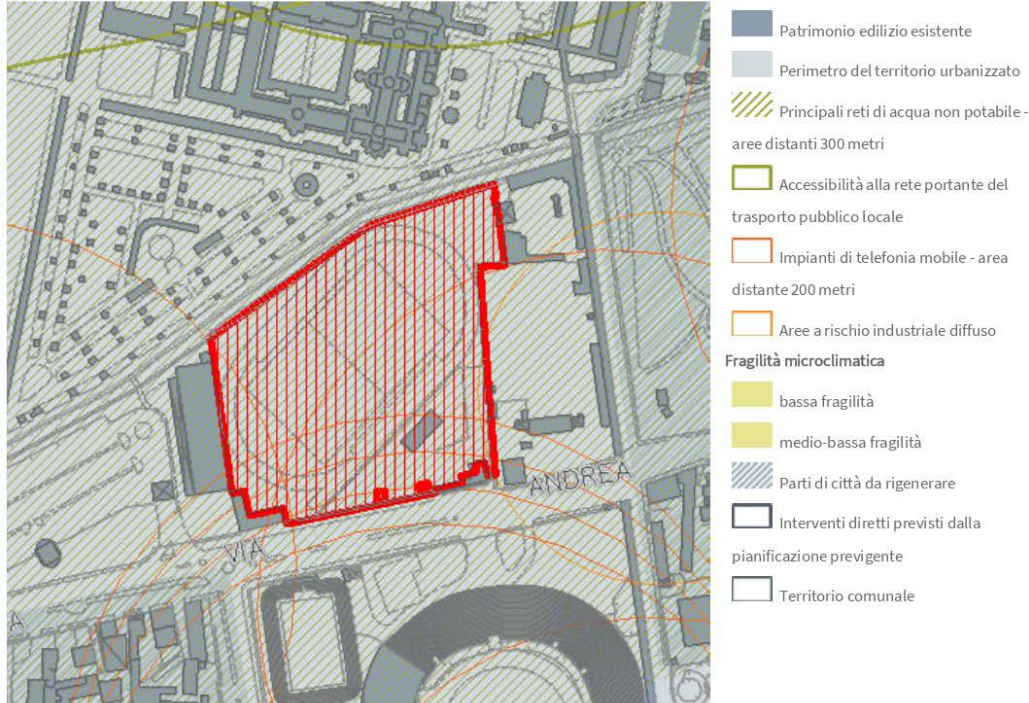 Patrimonio edilizio esistente
Perimetro del territorio urbanizzato
Principali reti di acqua non potabile -
aree distanti 300 metri
Accessibilità alla rete portante del
trasporto pubblico locale
Impianti di telefonia mobile - area
distante 200 metri
Aree a rischio industriale diffuso
Fragilità microclimatica
bassa fragilità
medio-bassa fragilità
Parti di città da rigenerare
Interventi diretti previsti dalla
pianificazione previgente
Territorio comunale
ANDREA
VIA
A